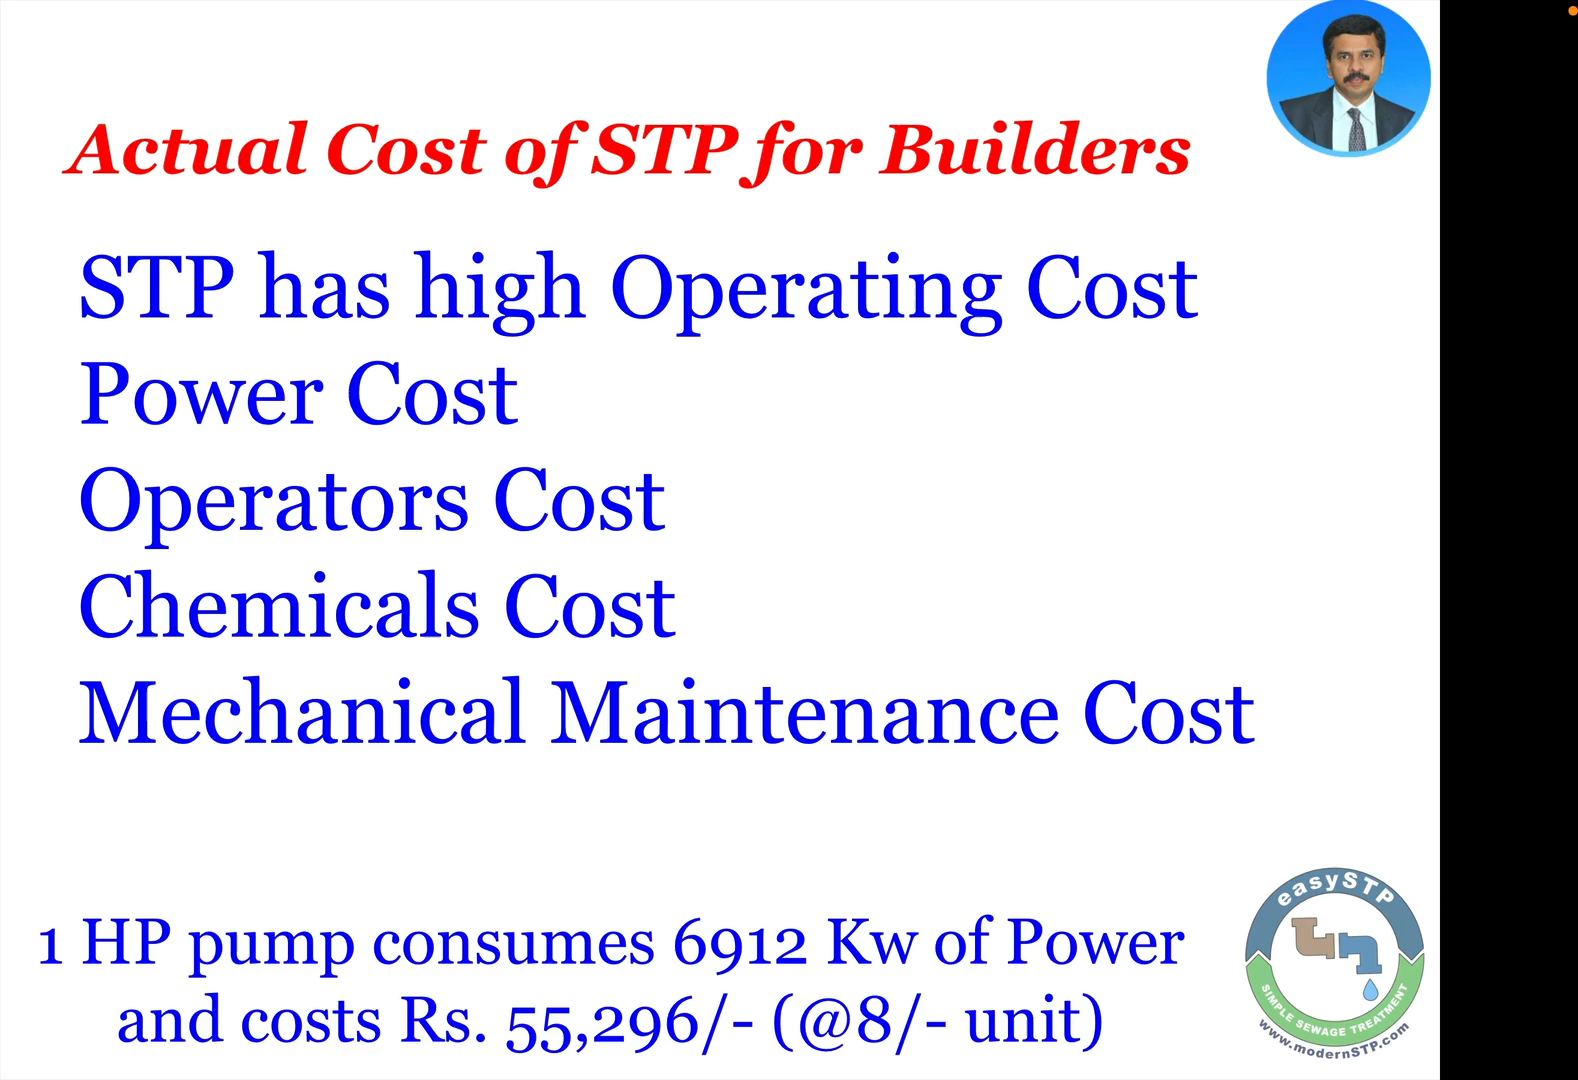 Actual Cost of STP for Builders
STP has high Operating Cost
Power Cost
Operators Cost
Chemicals Cost
Mechanical Maintenance Cost
1 HP pump consumes 6912 Kw of Power
and costs Rs. 55,296/- (@8/- unit)
easySTP
SIMPLE SEWAGE TREATMENT
www.modernSTP.com